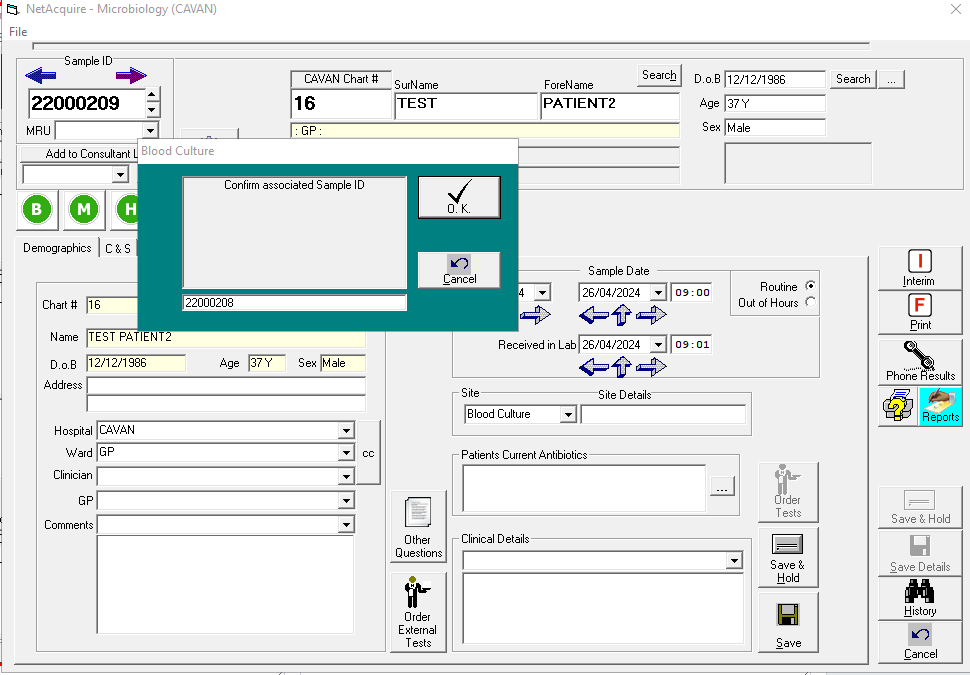 NetAcquire - Microbiology (CAVAN)
File
Sample ID
22000209
MRU
Add to Consultant L
CAVAN Chart #
16
SurName
TEST
ForeName
PATIENT2
Search
: GP :
D.o.B 12/12/1986 Search ...
Age 37 Y
Sex Male
B M H
Demographics C & S
Blood Culture
Confirm associated Sample ID
22000208
O. K.
Cancel
Chart # 16
Name TEST PATIENT2
D.o.B 12/12/1986 Age 37 Y Sex Male
Address
Hospital CAVAN
Ward GP cc
Clinician
GP
Comments
Other Questions
Order External Tests
4
Sample Date
26/04/2024 09:00
Routine
Out of Hours
Received in Lab 26/04/2024 09:01
Site Site Details
Blood Culture
Patients Current Antibiotics
...
Clinical Details
Order Tests
Save & Hold
Save
Interim
Print
Phone Results
Reports
Save & Hold
Save Details
History
Cancel